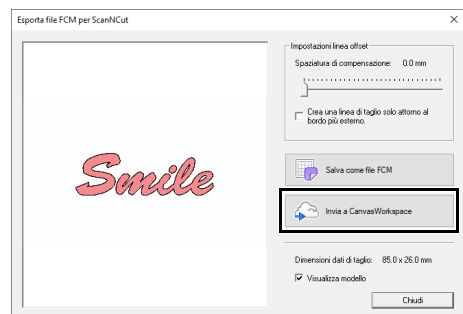 Esporta file FCM per ScanNCut
Impostazioni linea offset
Spaziatura di compensazione: 0.0 mm
Crea una linea di taglio solo attorno al
bordo più esterno.
Smile
Salva come file FCM
Invia a CanvasWorkspace
Dimensioni dati di taglio: 85.0 x 26.0 mm
Visualizza modello
Chiudi